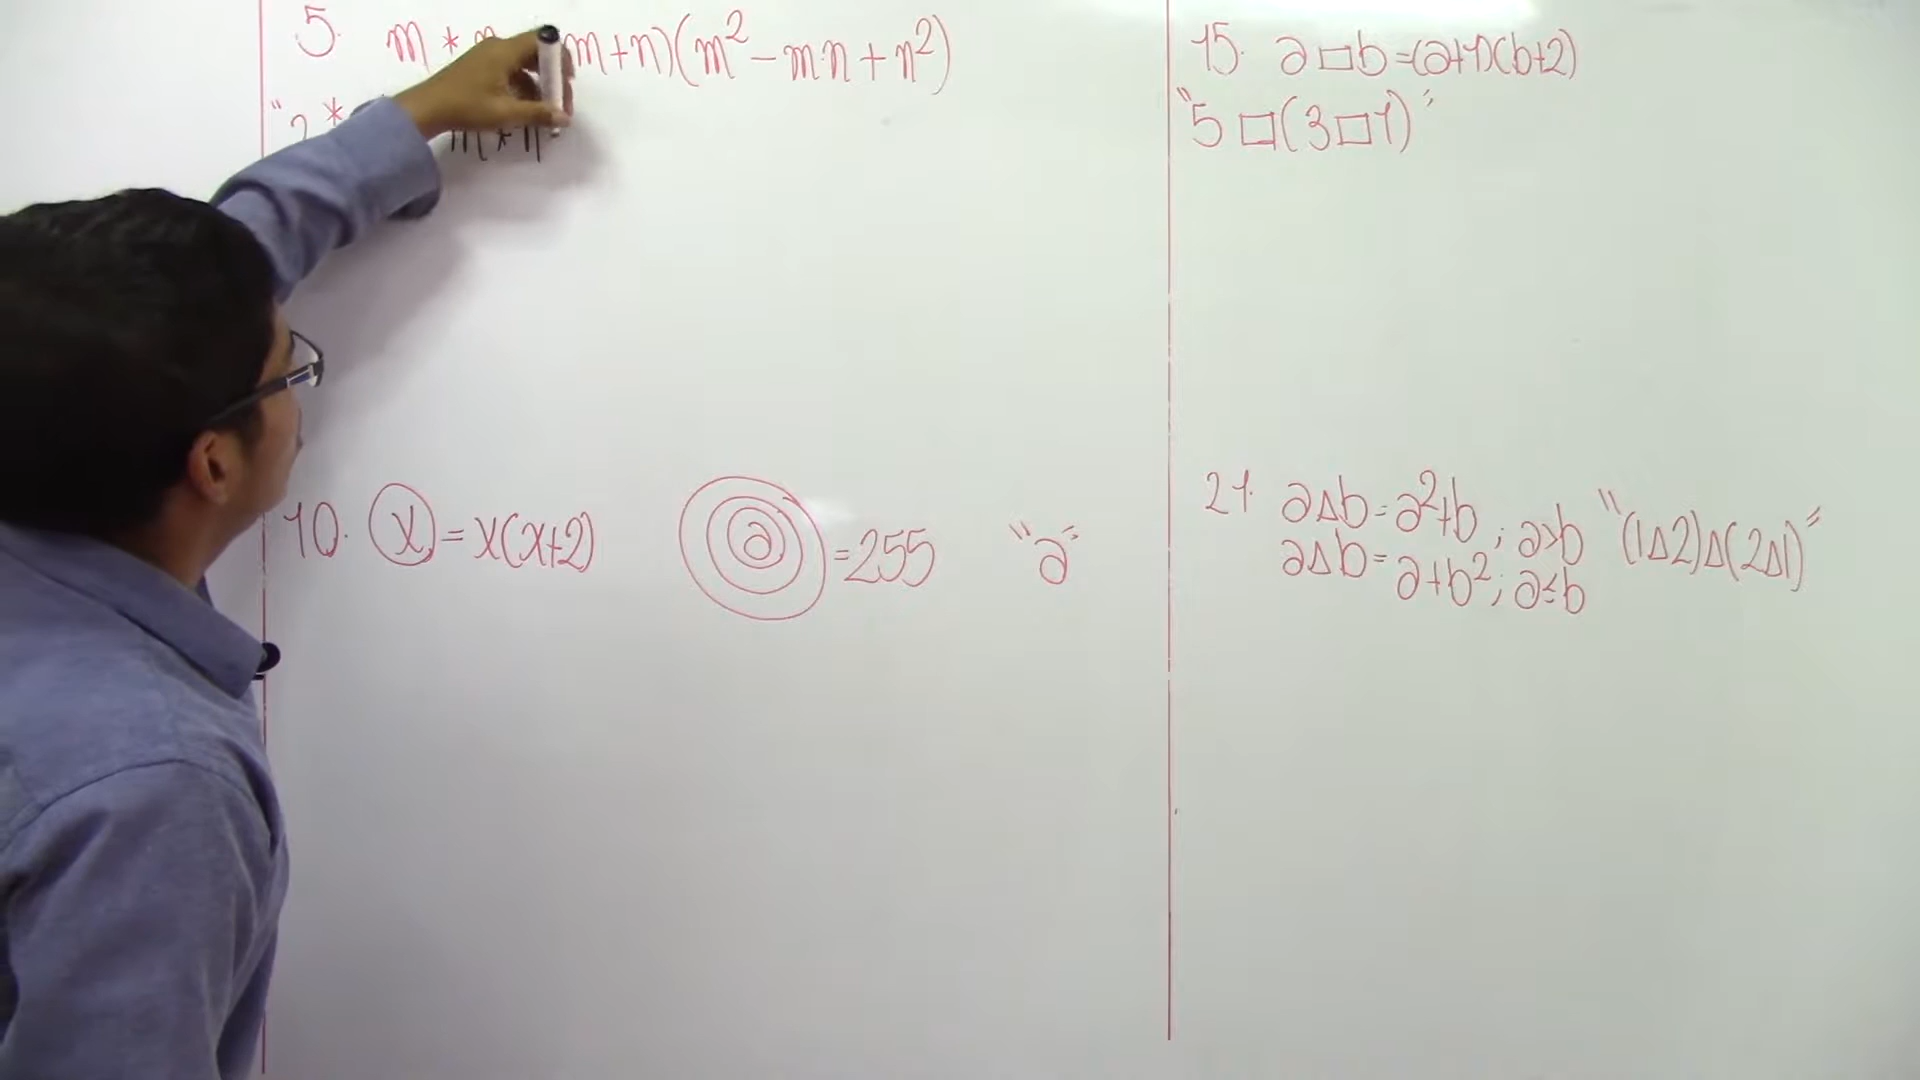 5. m * n m+n)(m²-m·n+n²)
"2 *
m * n
10. ⓧ = x(x+2) ⓐ = 255 "a"
15. a□b=(a+1)(b+2)
"5□(3□1)"
21. a△b=a²+b ; a>b "(1△2)△(2△1)"
a△b=a+b² ; a≤b